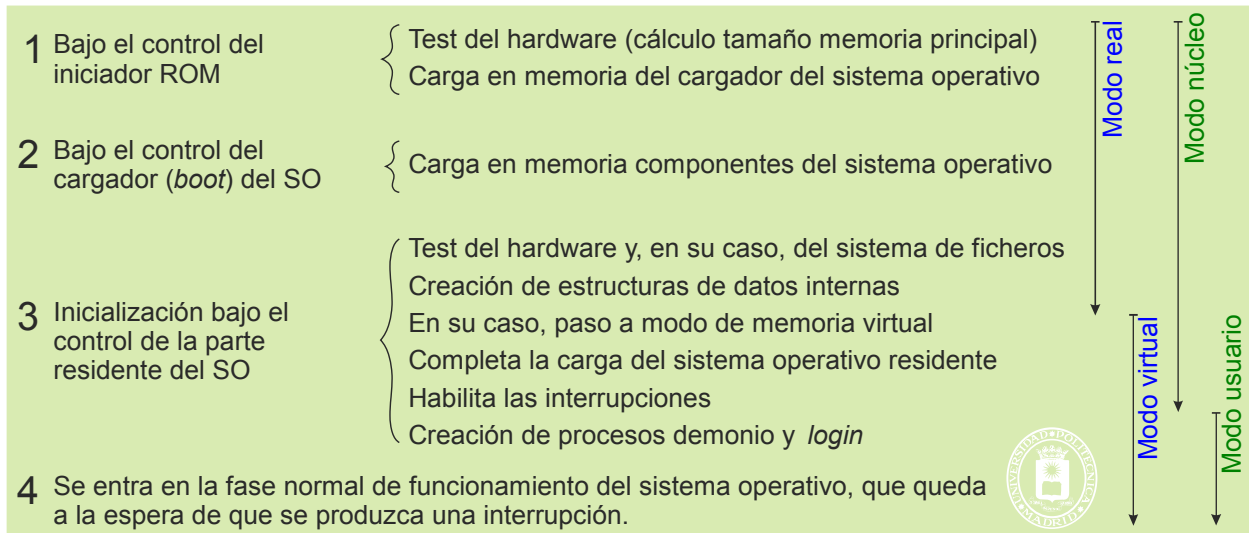 1 Bajo el control del
iniciador ROM
Test del hardware (cálculo tamaño memoria principal)
Carga en memoria del cargador del sistema operativo
2 Bajo el control del
cargador (boot) del SO
Carga en memoria componentes del sistema operativo
3 Inicialización bajo el
control de la parte
residente del SO
Test del hardware y, en su caso, del sistema de ficheros
Creación de estructuras de datos internas
En su caso, paso a modo de memoria virtual
Completa la carga del sistema operativo residente
Habilita las interrupciones
Creación de procesos demonio y login
4 Se entra en la fase normal de funcionamiento del sistema operativo, que queda
a la espera de que se produzca una interrupción.
Modo real
Modo núcleo
Modo virtual
Modo usuario
UNIVERSIDAD POLITECNICA
MADRID